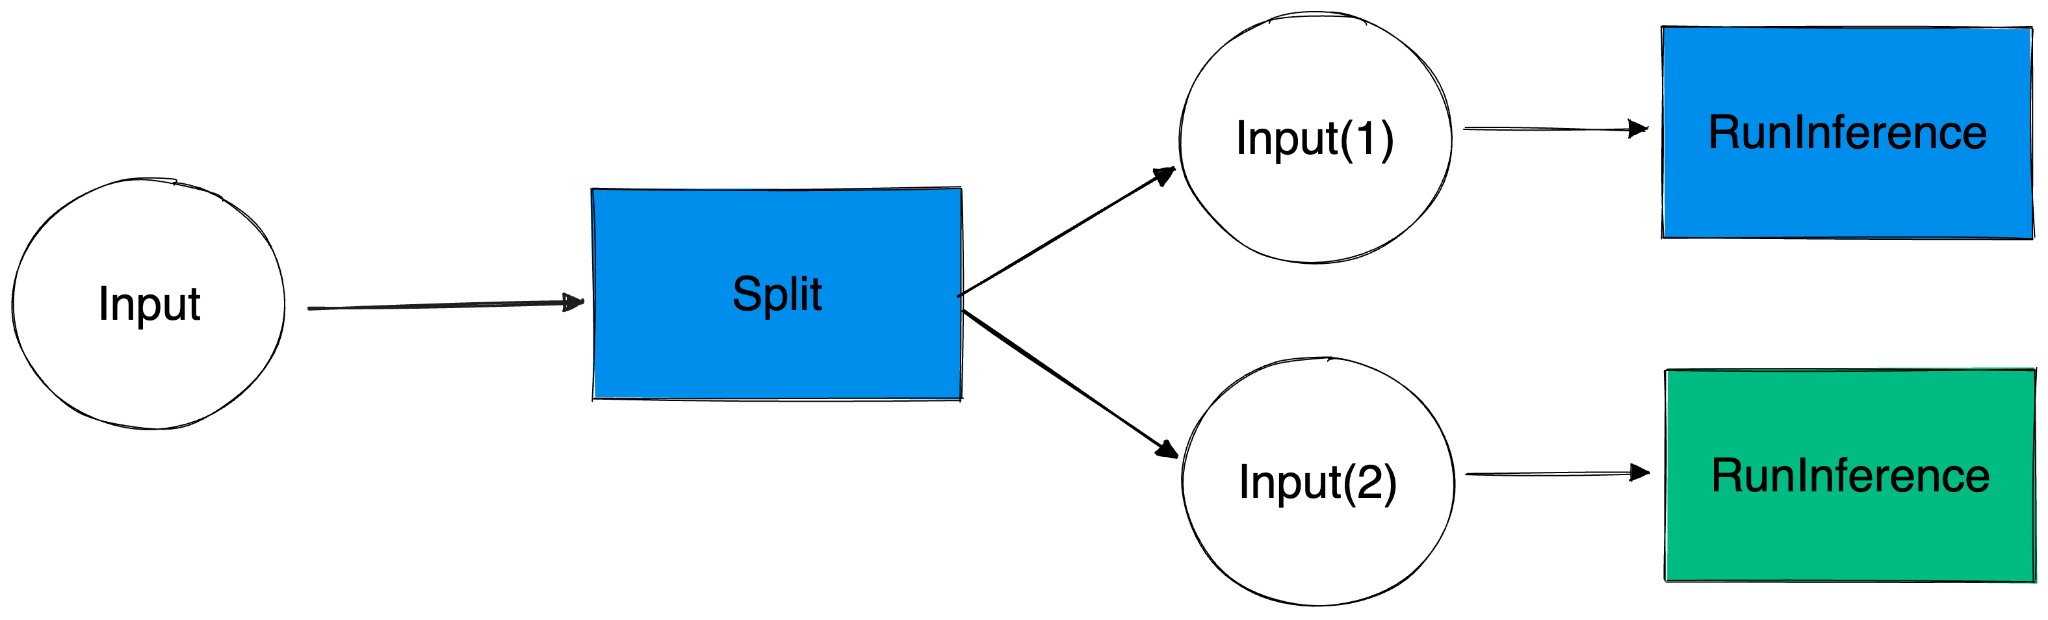 Input
Split
Input(1)
RunInference
Input(2)
RunInference